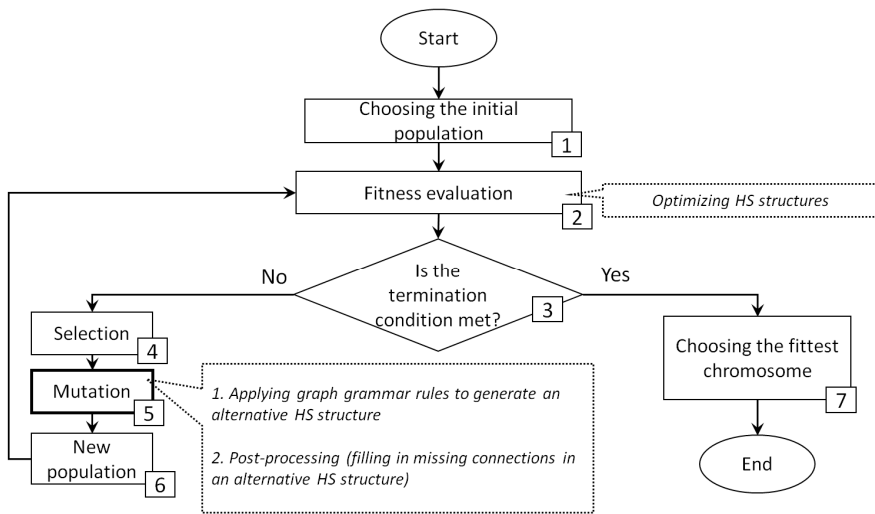 Start
Choosing the initial
population
1
Fitness evaluation
2
Optimizing HS structures
Is the
termination
condition met?
3
No
Yes
Selection
4
Mutation
5
New
population
6
1. Applying graph grammar rules to generate an
alternative HS structure
2. Post-processing (filling in missing connections in
an alternative HS structure)
Choosing the fittest
chromosome
7
End